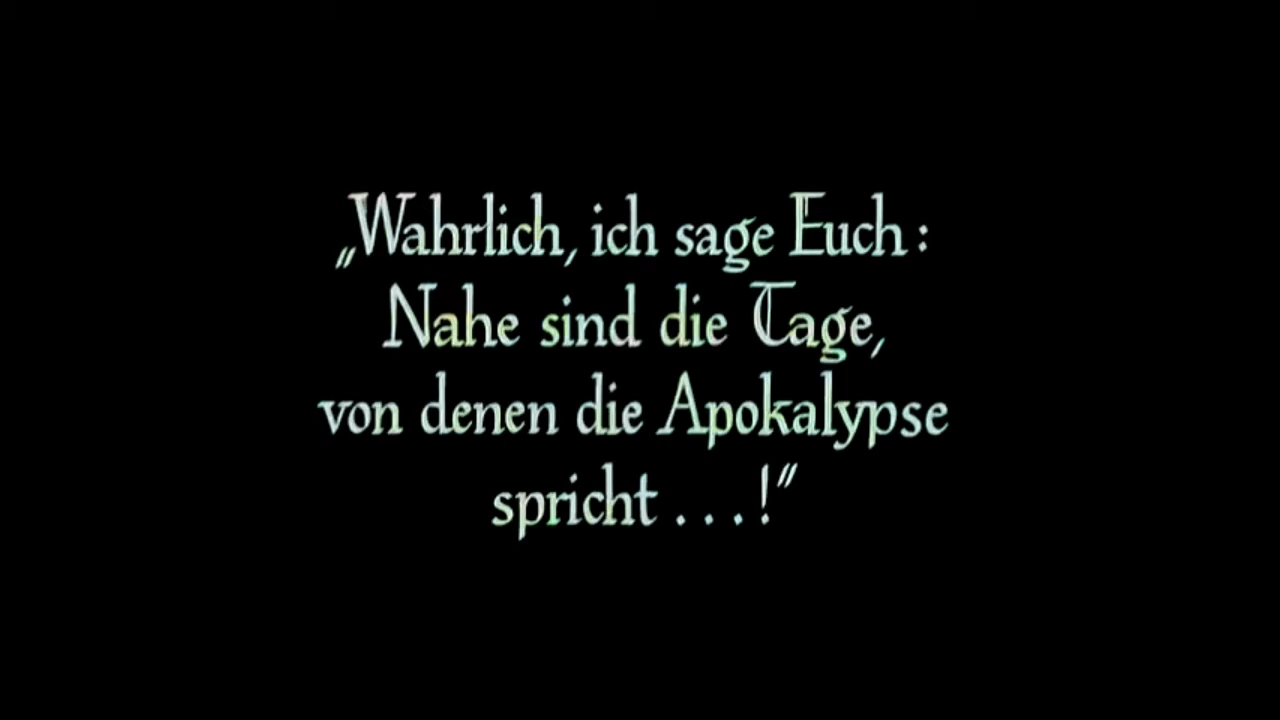 „Wahrlich, ich sage Euch:
Nahe sind die Tage,
von denen die Apokalypse
spricht . . . !“